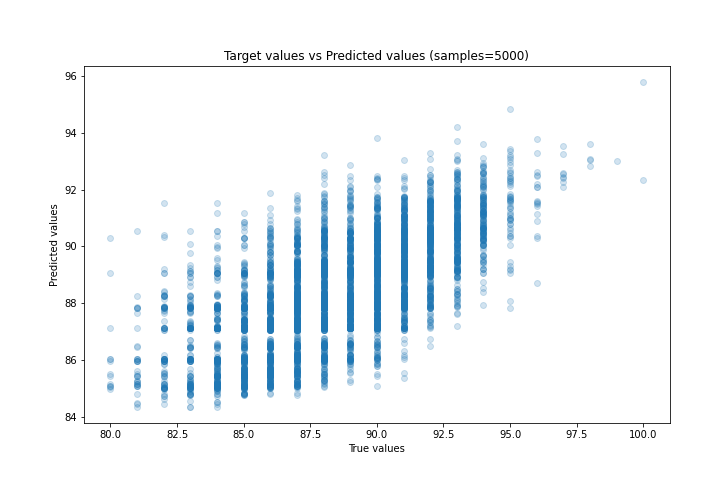 Target values vs Predicted values (samples=5000)
96
94
92
90
88
86
84
Predicted values
80.0 82.5 85.0 87.5 90.0 92.5 95.0 97.5 100.0
True values